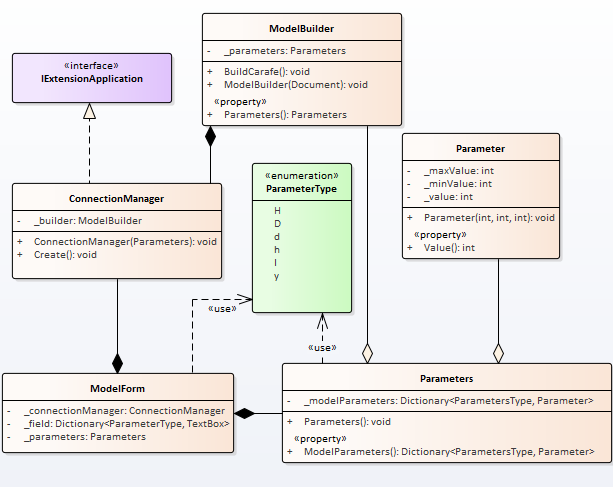 ModelBuilder
- _parameters: Parameters
+ BuildCarafe(): void
+ ModelBuilder(Document): void
«property»
+ Parameters(): Parameters
«interface»
IExtensionApplication
Parameter
- _maxValue: int
- _minValue: int
- _value: int
+ Parameter(int, int, int): void
«property»
+ Value(): int
«enumeration»
ParameterType
H
D
d
h
l
y
ConnectionManager
- _builder: ModelBuilder
+ ConnectionManager(Parameters): void
+ Create(): void
«use»
«use»
ModelForm
- _connectionManager: ConnectionManager
- _field: Dictionary<ParameterType, TextBox>
- _parameters: Parameters
Parameters
- _modelParameters: Dictionary<ParametersType, Parameter>
+ Parameters(): void
«property»
+ ModelParameters(): Dictionary<ParametersType, Parameter>